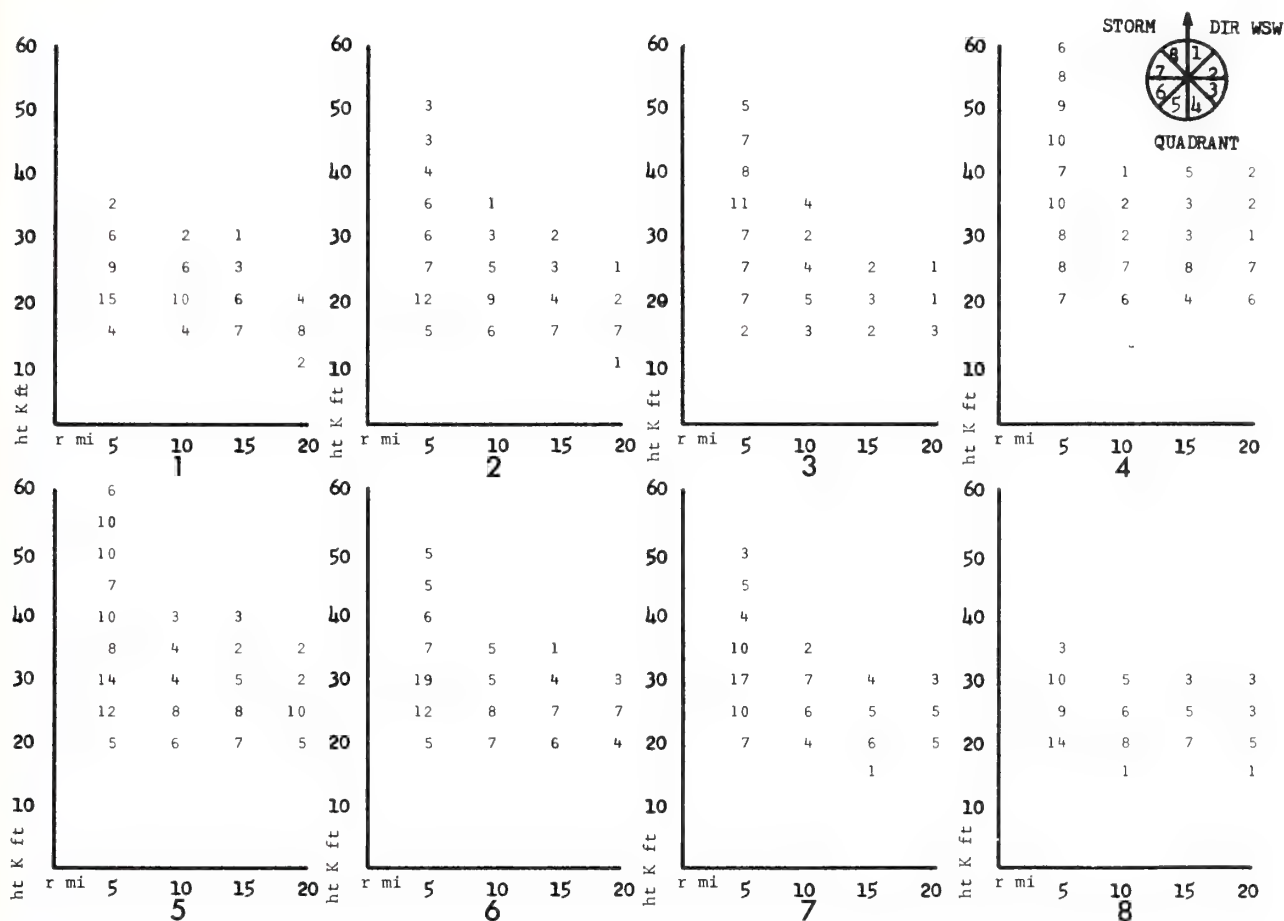 STORM DIR WSW
8 1
7 2
6 3
5 4
QUADRANT
60
50
40
2
30 6 2 1
9 6 3
20 15 10 6 4
4 4 7 8
10 2
ht K ft
r mi 5 10 15 20
1
60
50 3
3
40 4
6 1
30 6 3 2
7 5 3 1
20 12 9 4 2
5 6 7 7
10 1
ht K ft
r mi 5 10 15 20
2
60
50 5
7
40 8
11 4
30 7 2
7 4 2 1
20 7 5 3 1
2 3 2 3
10
ht K ft
r mi 5 10 15 20
3
60 6
8
50 9
10
40 7 1 5 2
10 2 3 2
30 8 2 3 1
8 7 8 7
20 7 6 4 6
10
ht K ft
r mi 5 10 15 20
4
60 6
10
50 10
7
40 10 3 3
8 4 2 2
30 14 4 5 2
12 8 8 10
20 5 6 7 5
10
ht K ft
r mi 5 10 15 20
5
60
50 5
5
40 6
7 5 1
30 19 5 4 3
12 8 7 7
20 5 7 6 4
10
ht K ft
r mi 5 10 15 20
6
60
50 3
5
40 4
10 2
30 17 7 4 3
10 6 5 5
20 7 4 6 5
1
10
ht K ft
r mi 5 10 15 20
7
60
50
40
3
30 10 5 3 3
9 6 5 3
20 14 8 7 5
1 1
10
ht K ft
r mi 5 10 15 20
8